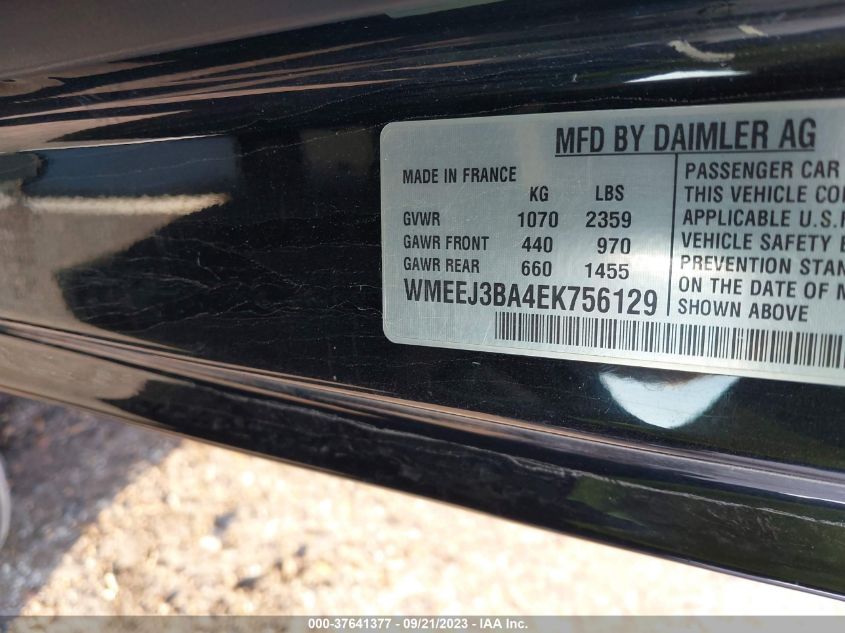 MFD BY DAIMLER AG
MADE IN FRANCE
KG LBS
GVWR 1070 2359
GAWR FRONT 440 970
GAWR REAR 660 1455
WMEEJ3BA4EK756129
PASSENGER CAR
THIS VEHICLE
APPLICABLE U.S.
VEHICLE SAFETY
PREVENTION
ON THE DATE OF
SHOWN ABOVE
000-37641377 - 09/21/2023 - IAA Inc.